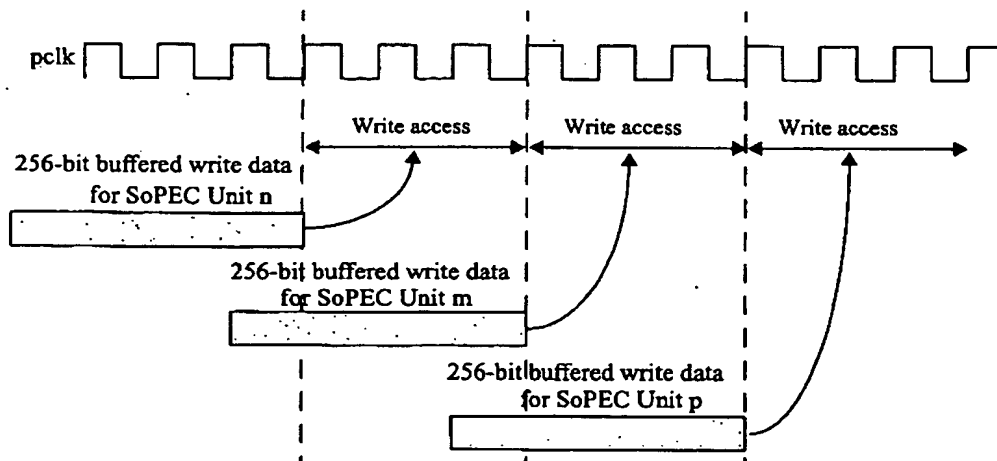 pclk
Write access
Write access
Write access
256-bit buffered write data
for SoPEC Unit n
256-bit buffered write data
for SoPEC Unit m
256-bit buffered write data
for SoPEC Unit p